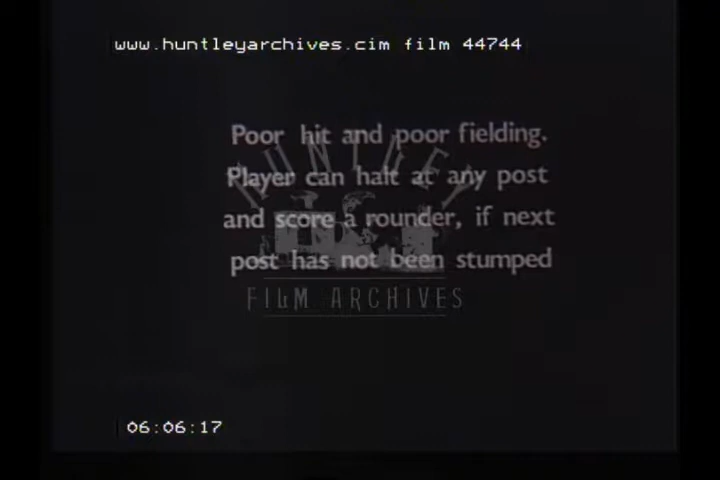 www.huntleyarchives.cim film 44744
Poor hit and poor fielding.
Player can halt at any post
and score a rounder, if next
post has not been stumped
HUNTLEY
FILM ARCHIVES
06:06:17